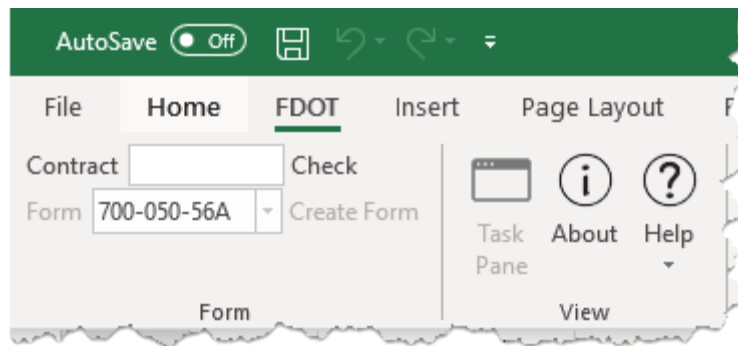 AutoSave Off
File Home FDOT Insert Page Layout
Contract Check
Form 700-050-56A Create Form
Task Pane
About
Help
Form
View